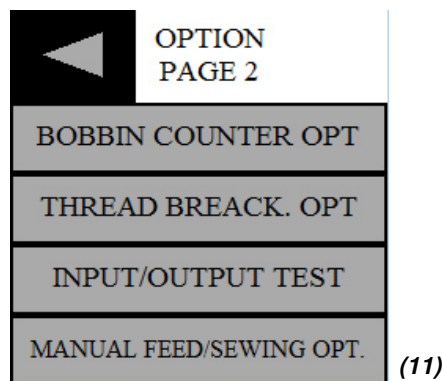 OPTION
PAGE 2
BOBBIN COUNTER OPT
THREAD BREACK. OPT
INPUT/OUTPUT TEST
MANUAL FEED/SEWING OPT.
(11)